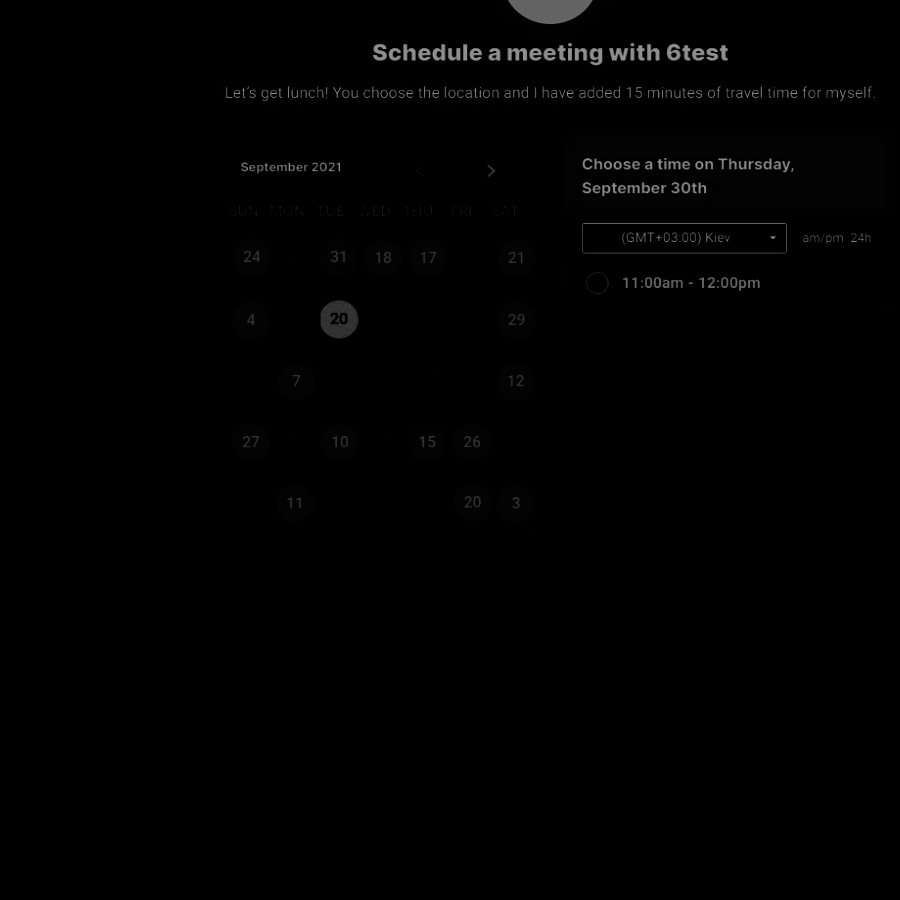 Schedule a meeting with 6test
Let's get lunch! You choose the location and I have added 15 minutes of travel time for myself.
September 2021
SUN MON TUE WED THU FRI SAT
24 31 18 17 21
4 20 29
7 12
27 10 15 26
11 20 3
Choose a time on Thursday,
September 30th
(GMT+03:00) Kiev
am/pm 24h
11:00am - 12:00pm